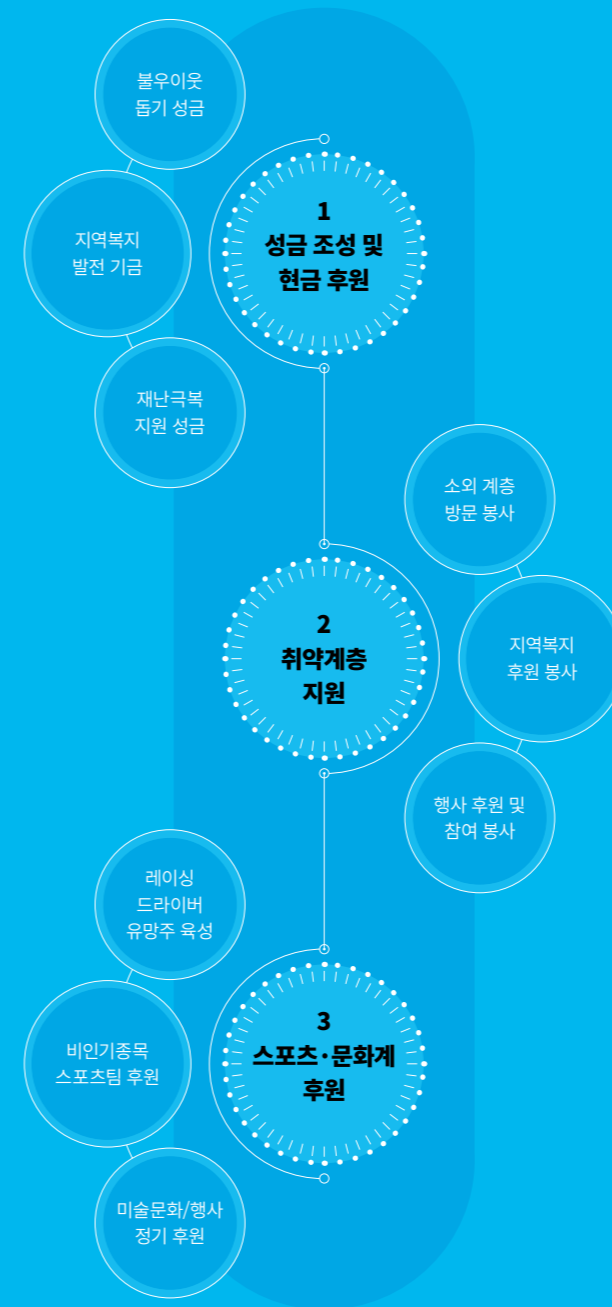 불우이웃
돕기 성금
지역복지
발전 기금
재난극복
지원 성금
1
성금 조성 및
현금 후원
소외 계층
방문 봉사
지역복지
후원 봉사
행사 후원 및
참여 봉사
2
취약계층
지원
레이싱
드라이버
유망주 육성
비인기종목
스포츠팀 후원
미술문화/행사
정기 후원
3
스포츠·문화계
후원